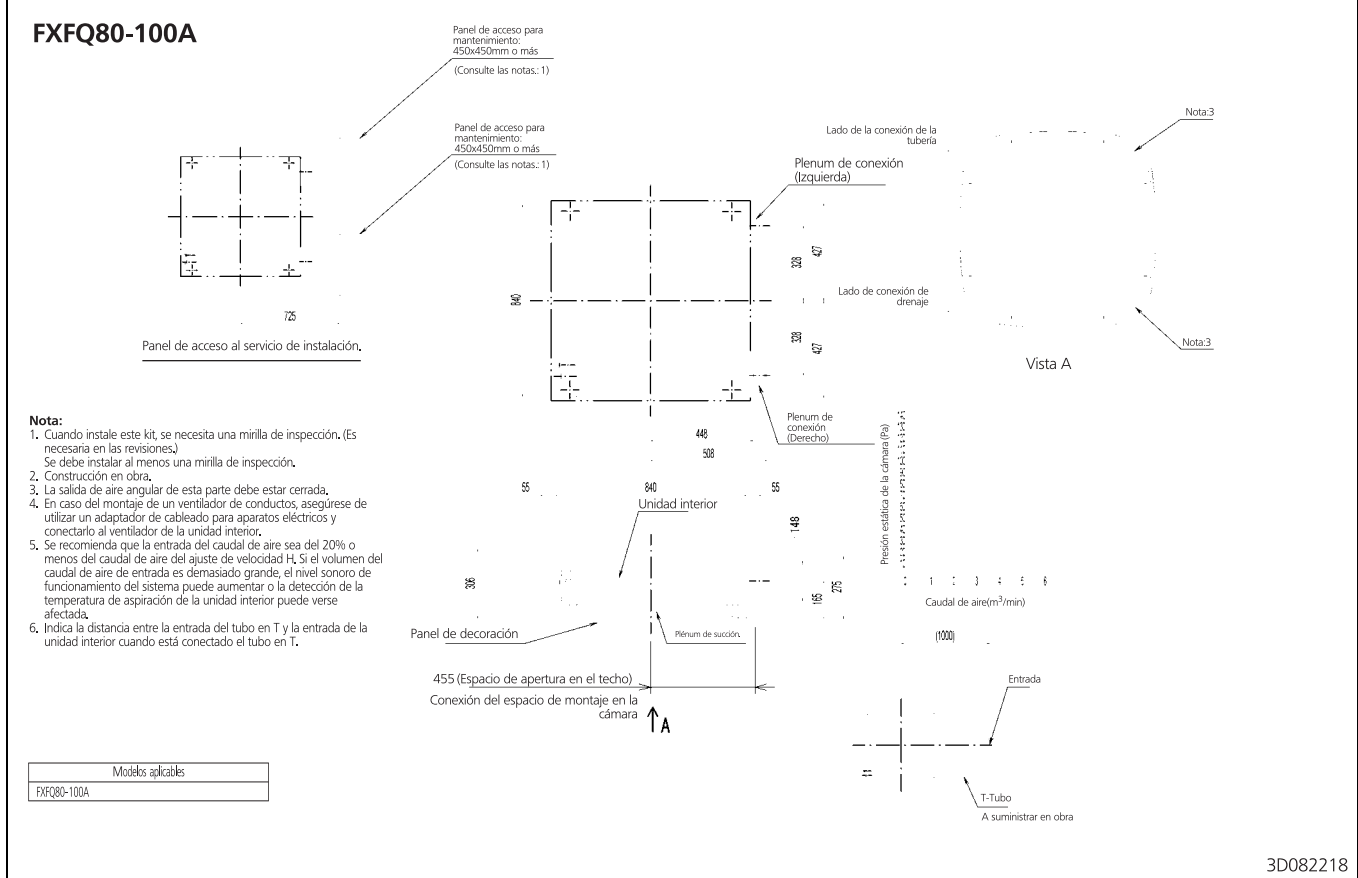 FXFQ80-100A
Panel de acceso para
mantenimiento:
450x450mm o más
(Consulte las notas.: 1)
Panel de acceso para
mantenimiento:
450x450mm o más
(Consulte las notas.: 1)
725
Panel de acceso al servicio de instalación.
Plenum de conexión
(Izquierda)
840
328
427
328
427
Plenum de
conexión
(Derecho)
448
508
55
840
55
Lado de la conexión de la
tubería
Nota:3
Lado de conexión de
drenaje
Nota:3
Vista A
Nota:
1. Cuando instale este kit, se necesita una mirilla de inspección. (Es
necesaria en las revisiones.)
Se debe instalar al menos una mirilla de inspección.
2. Construcción en obra.
3. La salida de aire angular de esta parte debe estar cerrada.
4. En caso del montaje de un ventilador de conductos, asegúrese de
utilizar un adaptador de cableado para aparatos eléctricos y
conectarlo al ventilador de la unidad interior.
5. Se recomienda que la entrada del caudal de aire sea del 20% o
menos del caudal de aire del ajuste de velocidad H. Si el volumen del
caudal de aire de entrada es demasiado grande, el nivel sonoro de
funcionamiento del sistema puede aumentar o la detección de la
temperatura de aspiración de la unidad interior puede verse
afectada.
6. Indica la distancia entre la entrada del tubo en T y la entrada de la
unidad interior cuando está conectado el tubo en T.
Unidad interior
148
306
165
275
Panel de decoración
Plénum de succión.
455 (Espacio de apertura en el techo)
Conexión del espacio de montaje en la
cámara
A
Presión estática de la cámara (Pa)
1 2 3 4 5 6
Caudal de aire(m³/min)
(1000)
Entrada
T-Tubo
A suministrar en obra
Modelos aplicables
FXFQ80-100A
3D082218